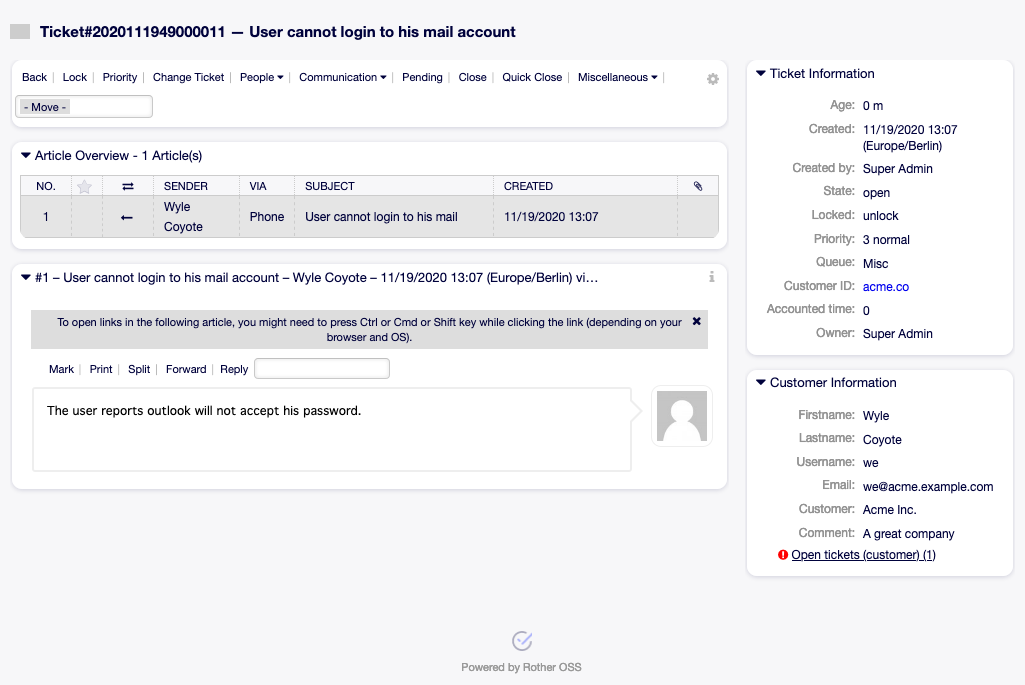 Ticket#2020111949000011 — User cannot login to his mail account
Back Lock Priority Change Ticket People Communication Pending Close Quick Close Miscellaneous
- Move -
Article Overview - 1 Article(s)
NO. SENDER VIA SUBJECT CREATED
1 Wyle Coyote Phone User cannot login to his mail 11/19/2020 13:07
#1 – User cannot login to his mail account – Wyle Coyote – 11/19/2020 13:07 (Europe/Berlin) vi…
To open links in the following article, you might need to press Ctrl or Cmd or Shift key while clicking the link (depending on your
browser and OS).
Mark Print Split Forward Reply
The user reports outlook will not accept his password.
Ticket Information
Age: 0 m
Created: 11/19/2020 13:07
(Europe/Berlin)
Created by: Super Admin
State: open
Locked: unlock
Priority: 3 normal
Queue: Misc
Customer ID: acme.co
Accounted time: 0
Owner: Super Admin
Customer Information
Firstname: Wyle
Lastname: Coyote
Username: we
Email: we@acme.example.com
Customer: Acme Inc.
Comment: A great company
Open tickets (customer) (1)
Powered by Rother OSS